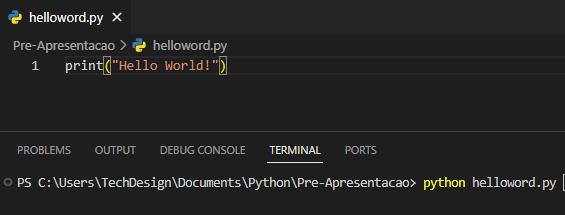 helloword.py
Pre-Apresentacao > helloword.py
1 print("Hello World!")
PROBLEMS OUTPUT DEBUG CONSOLE TERMINAL PORTS
PS C:\Users\TechDesign\Documents\Python\Pre-Apresentacao> python helloword.py